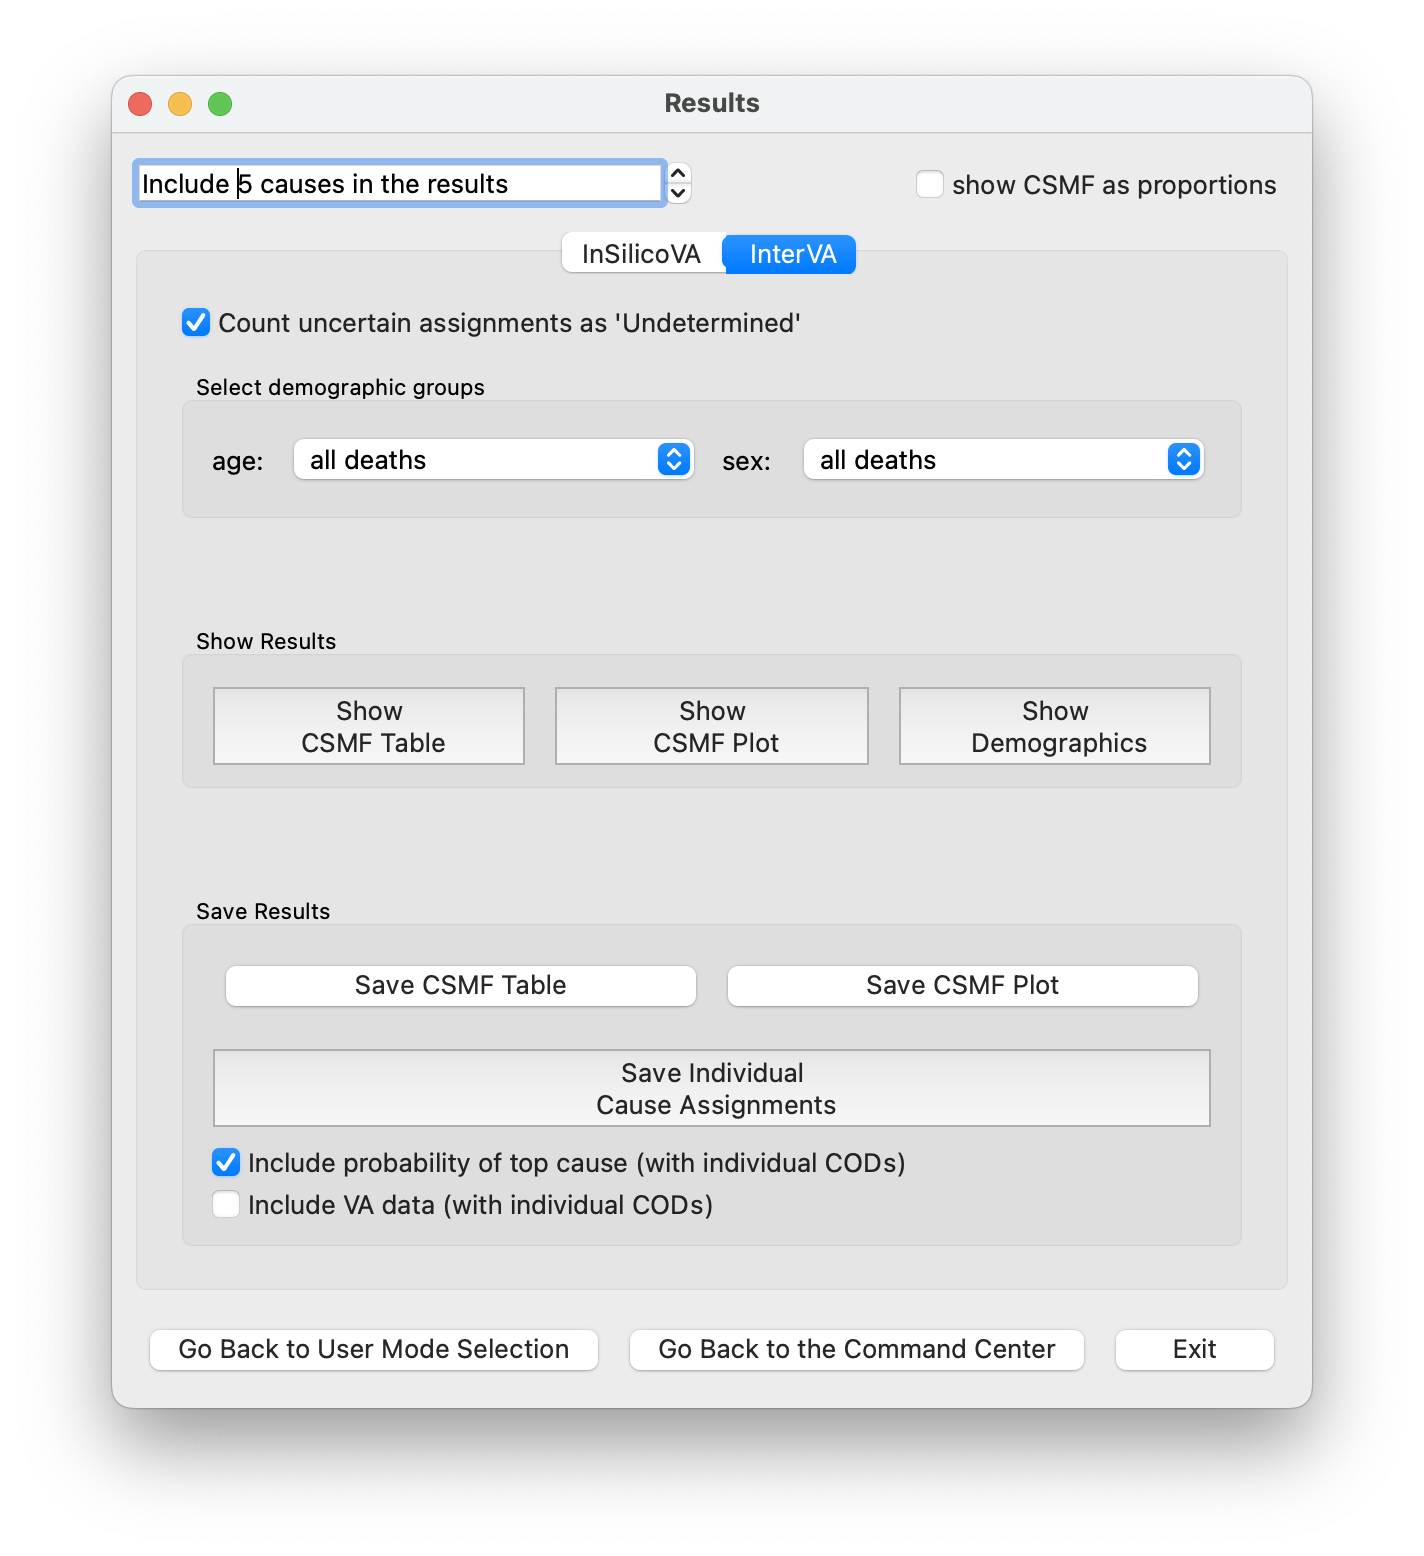 Results
Include 5 causes in the results
show CSMF as proportions
InSilicoVA
InterVA
Count uncertain assignments as 'Undetermined'
Select demographic groups
age:
all deaths
sex:
all deaths
Show Results
Show
CSMF Table
Show
CSMF Plot
Show
Demographics
Save Results
Save CSMF Table
Save CSMF Plot
Save Individual
Cause Assignments
Include probability of top cause (with individual CODs)
Include VA data (with individual CODs)
Go Back to User Mode Selection
Go Back to the Command Center
Exit